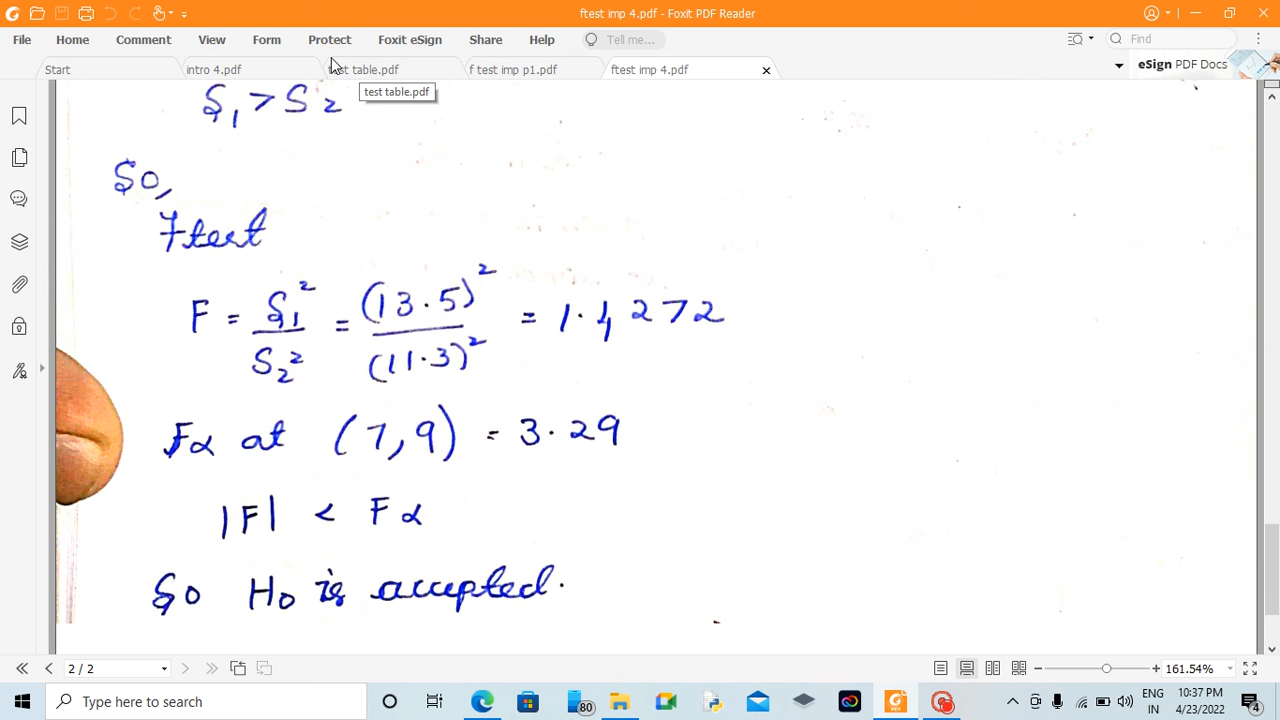 ftest imp 4.pdf - Foxit PDF Reader
File Home Comment View Form Protect Foxit eSign Share Help Tell me... Find
Start intro 4.pdf test table.pdf f test imp p1.pdf ftest imp 4.pdf eSign PDF Docs
test table.pdf
S₁ > S₂
So,
F test
F = S₁²/S₂² = (13.5)²/(11.3)² = 1.4272
Fα at (7,9) = 3.29
|F| < Fα
So H₀ is accepted.
2 / 2 161.54%
Type here to search 80 ENG IN 10:37 PM 4/23/2022 4